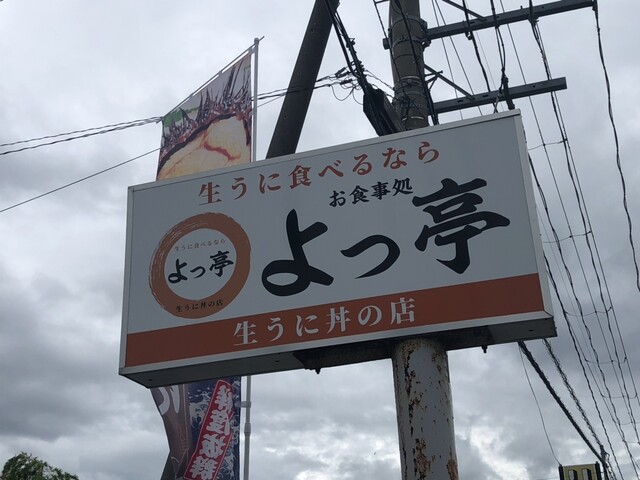 生うに食べるなら
お食事処
よっ亭
生うに食べるなら
よっ亭
生うに丼の店
生うに丼の店